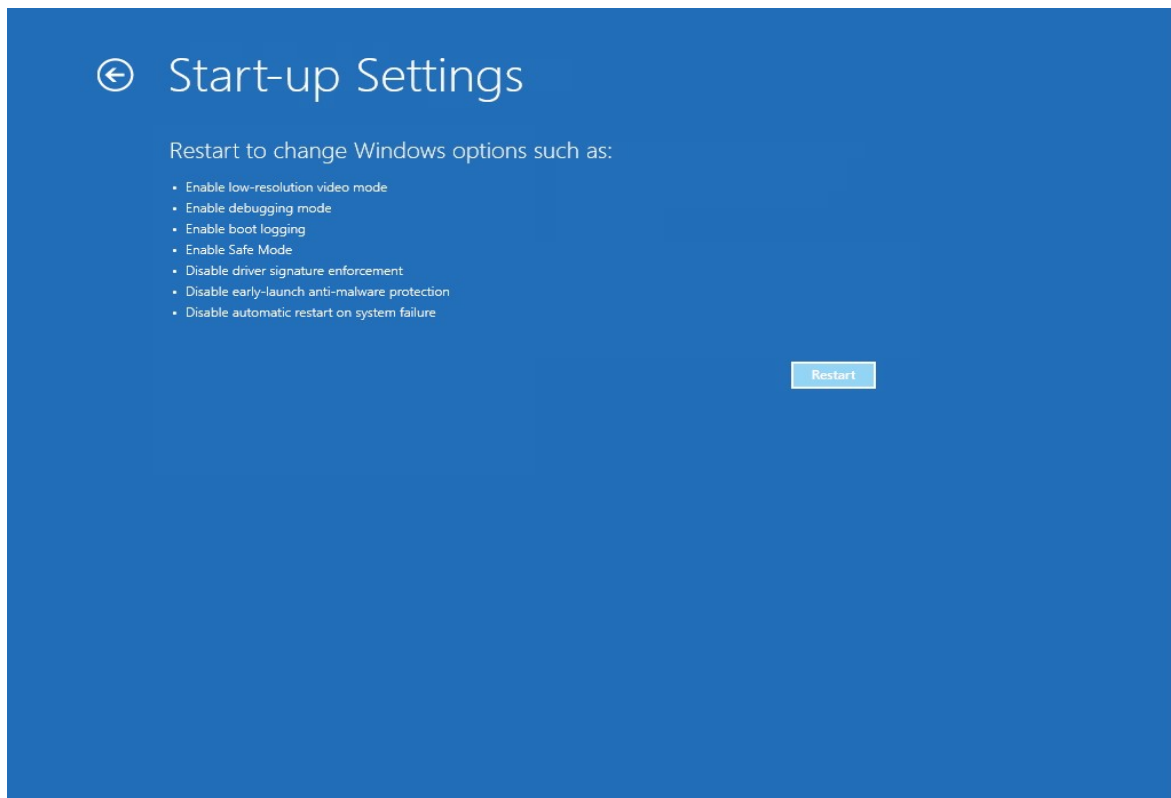 Start-up Settings
Restart to change Windows options such as:
Enable low-resolution video mode
Enable debugging mode
Enable boot logging
Enable Safe Mode
Disable driver signature enforcement
Disable early-launch anti-malware protection
Disable automatic restart on system failure
Restart